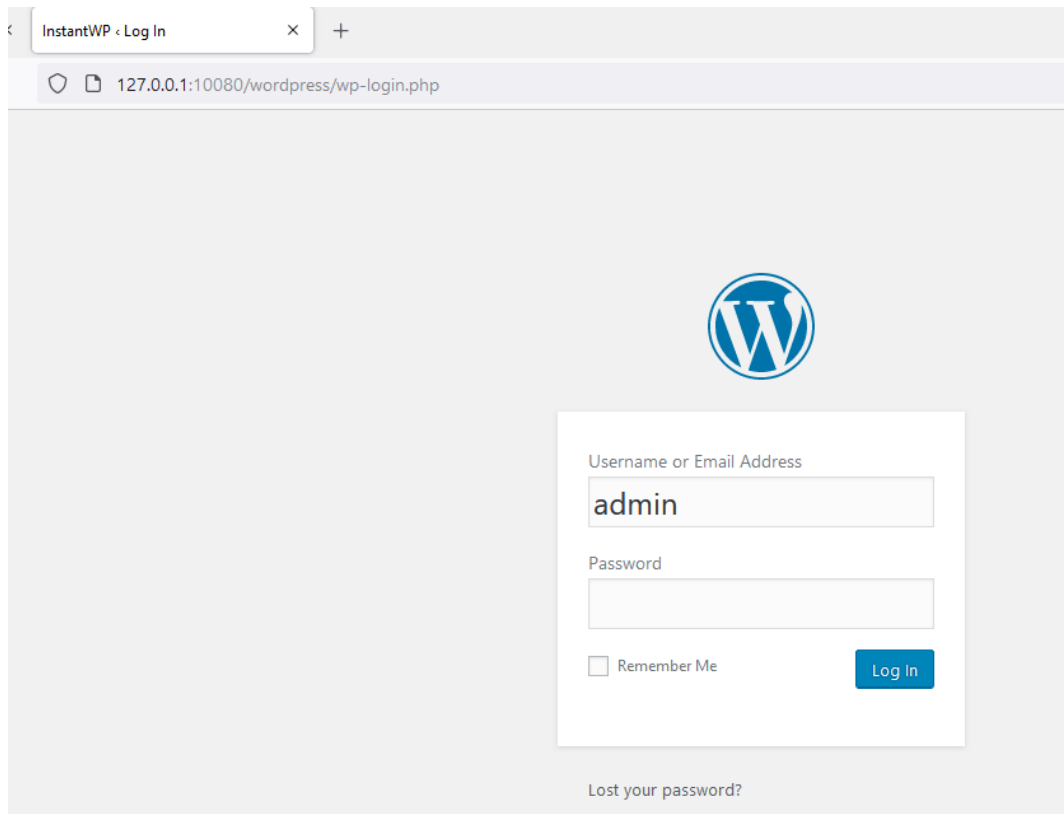 InstantWP ‹ Log In
127.0.0.1:10080/wordpress/wp-login.php
Username or Email Address
admin
Password
Remember Me
Log In
Lost your password?